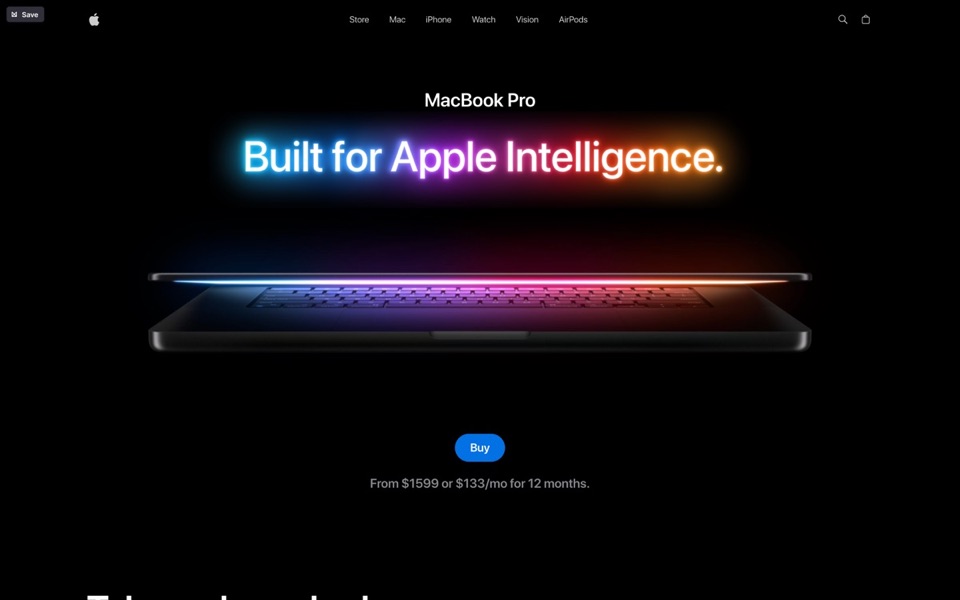 Save
Store Mac iPhone Watch Vision AirPods
MacBook Pro
Built for Apple Intelligence.
Buy
From $1599 or $133/mo for 12 months.